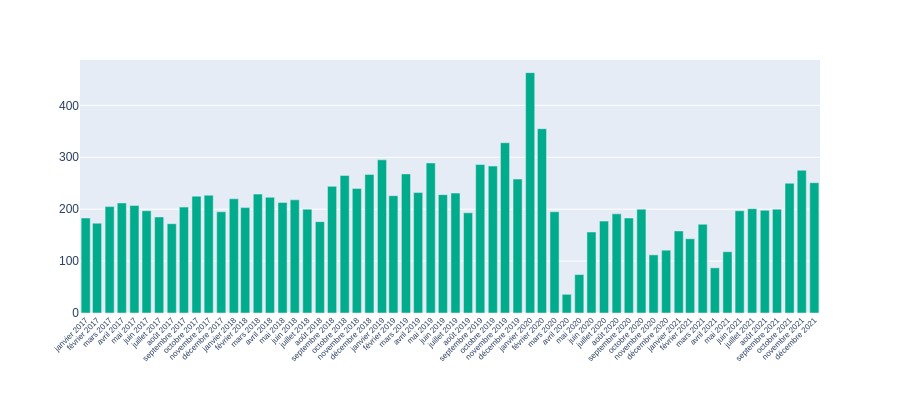 400
300
200
100
0
janvier 2017
février 2017
mars 2017
avril 2017
mai 2017
juin 2017
juillet 2017
août 2017
septembre 2017
octobre 2017
novembre 2017
décembre 2017
janvier 2018
février 2018
mars 2018
avril 2018
mai 2018
juin 2018
juillet 2018
août 2018
septembre 2018
octobre 2018
novembre 2018
décembre 2018
janvier 2019
février 2019
mars 2019
avril 2019
mai 2019
juin 2019
juillet 2019
août 2019
septembre 2019
octobre 2019
novembre 2019
décembre 2019
janvier 2020
février 2020
mars 2020
avril 2020
mai 2020
juin 2020
juillet 2020
août 2020
septembre 2020
octobre 2020
novembre 2020
décembre 2020
janvier 2021
février 2021
mars 2021
avril 2021
mai 2021
juin 2021
juillet 2021
août 2021
septembre 2021
octobre 2021
novembre 2021
décembre 2021